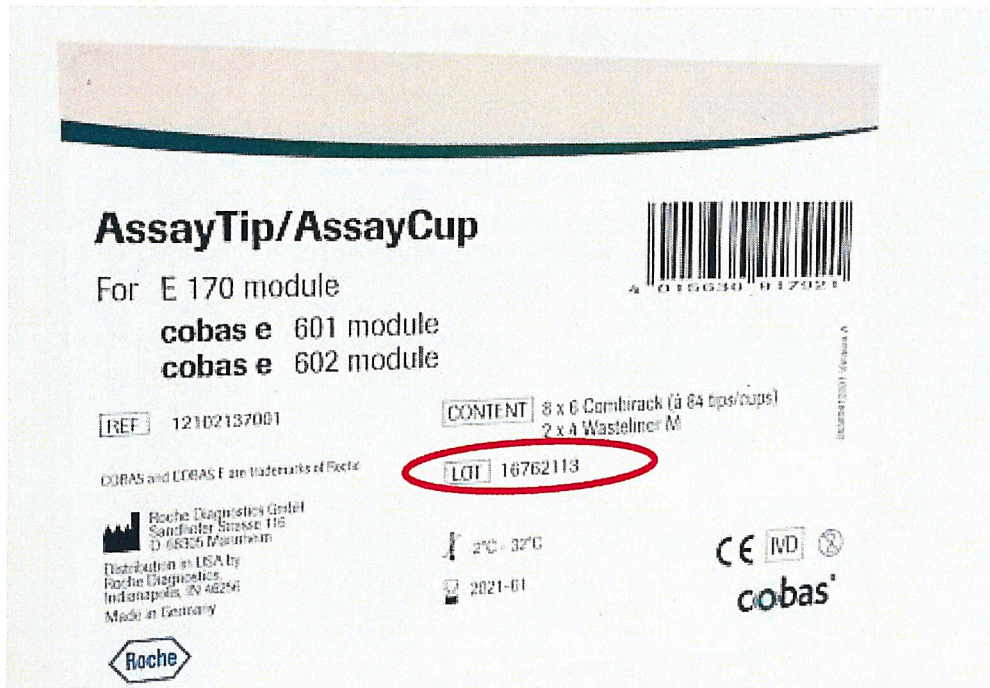 AssayTip/AssayCup
For E 170 module
cobas e 601 module
cobas e 602 module
4 015630 917921
REF 12102137001
CONTENT 8 x 6 Combirack (à 84 tips/cups)
2 x 4 Wasteliner M
COBAS and COBAS E are trademarks of Roche
LOT 16762113
Roche Diagnostics GmbH
Sandhofer Strasse 116
D-68305 Mannheim
Distribution in USA by
Roche Diagnostics,
Indianapolis, IN 46256
Made in Germany
2°C - 32°C
2021-01
CE IVD
cobas
Roche